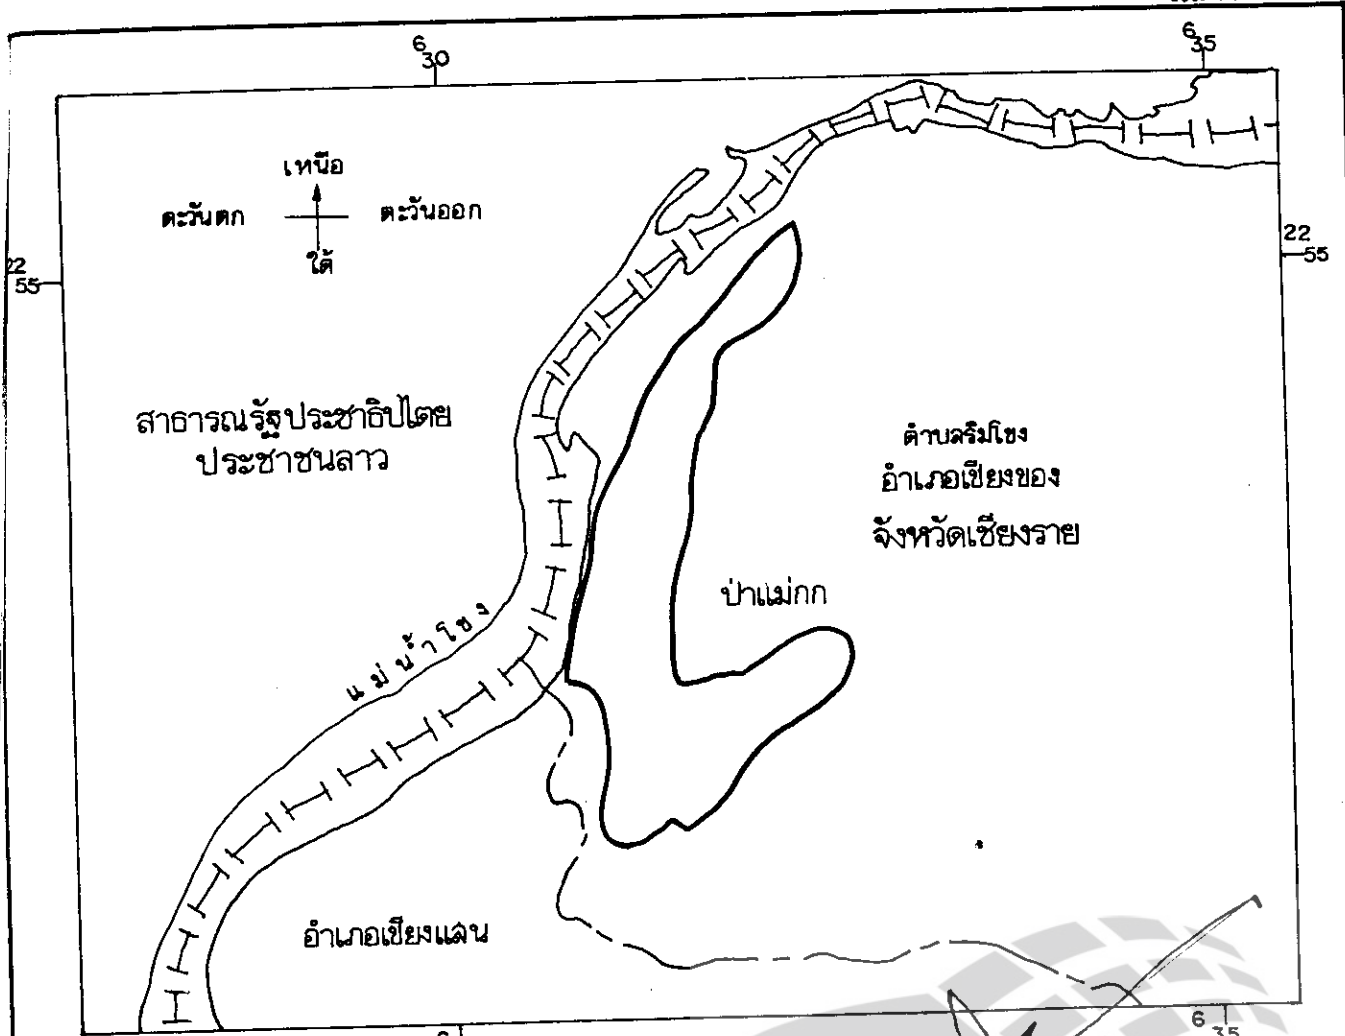 6
30
6
35
เหนือ
ตะวันตก
ตะวันออก
ใต้
22
55
22
55
สาธารณรัฐประชาธิปไตย
ประชาชนลาว
ตำบลริมโขง
อำเภอเชียงของ
จังหวัดเชียงราย
ป่าแม่กก
แม่น้ำโขง
อำเภอเชียงแสน
6
35